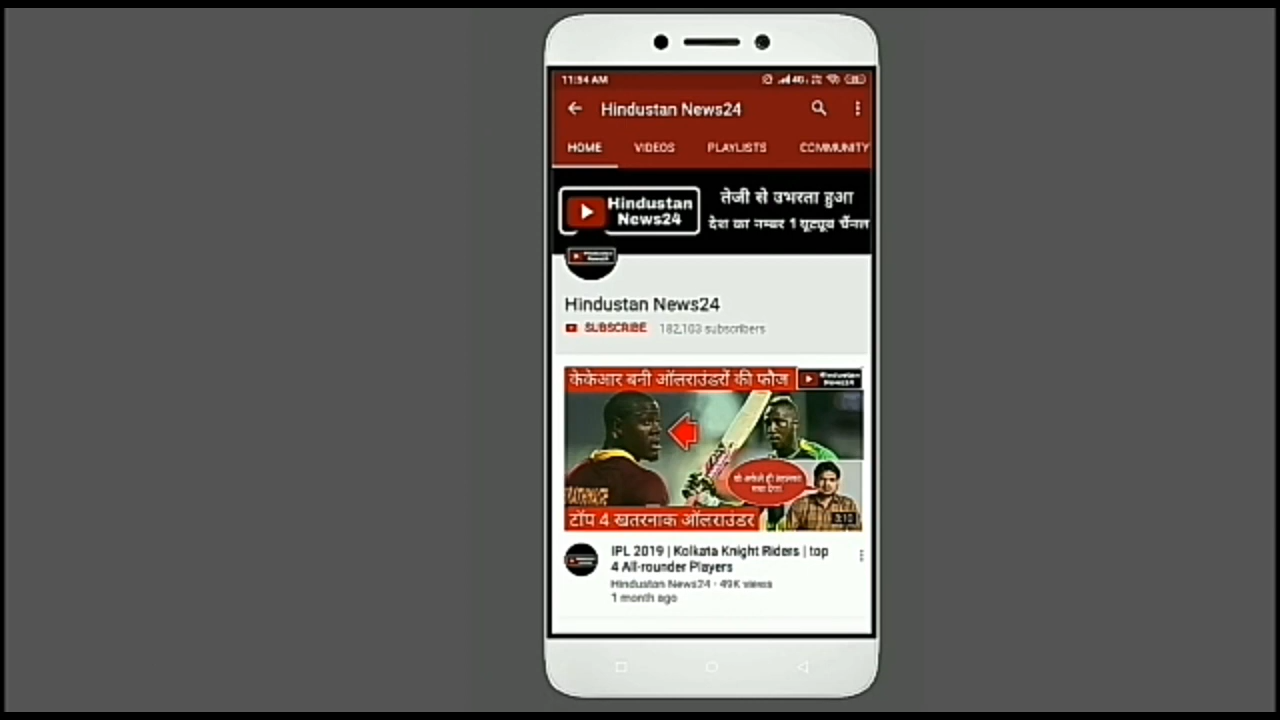 11:54 AM
Hindustan News24
HOME VIDEOS PLAYLISTS COMMUNITY
Hindustan News24
तेजी से उभरता हुआ
देश का नम्बर 1 यूट्यूब चैंनल
Hindustan News24
SUBSCRIBE 182,103 subscribers
केकेआर बनी ऑलराउंडरों की फौज
Hindustan News24
टॉप 4 खतरनाक ऑलराउंडर
3:10
IPL 2019 | Kolkata Knight Riders | top
4 All-rounder Players
Hindustan News24 · 49K views
1 month ago